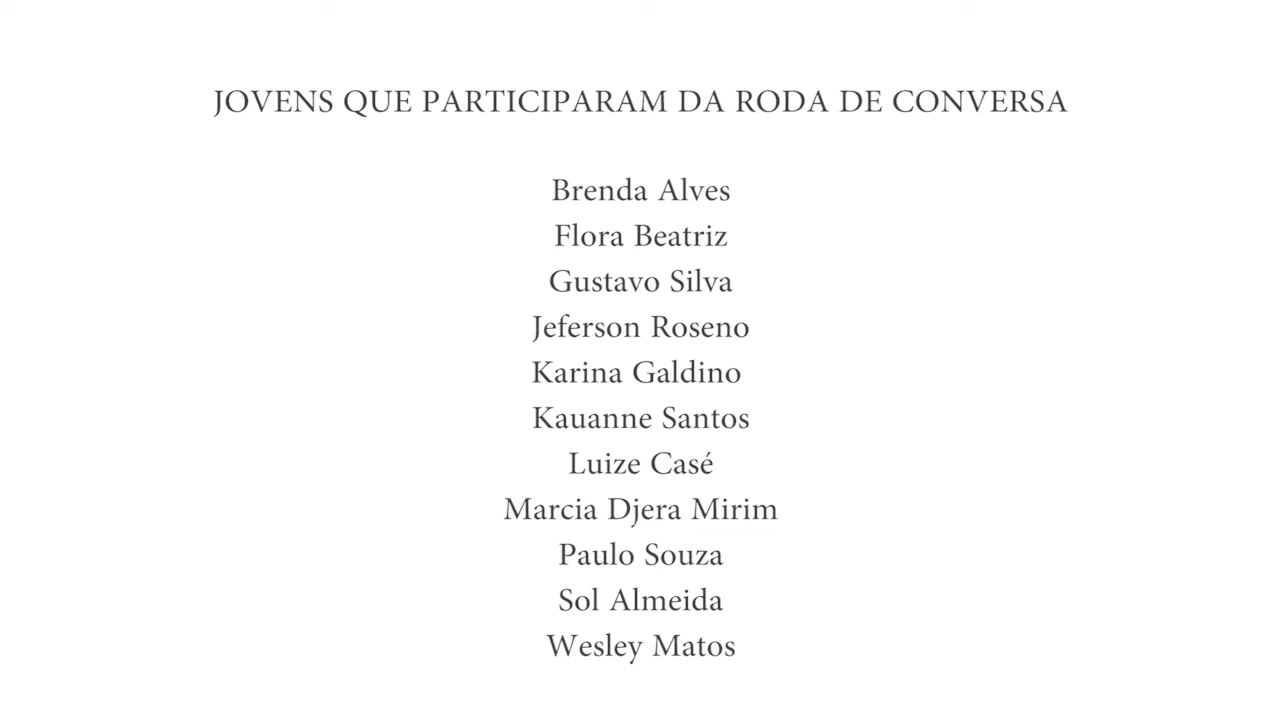 JOVENS QUE PARTICIPARAM DA RODA DE CONVERSA
Brenda Alves
Flora Beatriz
Gustavo Silva
Jeferson Roseno
Karina Galdino
Kauanne Santos
Luize Casé
Marcia Djera Mirim
Paulo Souza
Sol Almeida
Wesley Matos